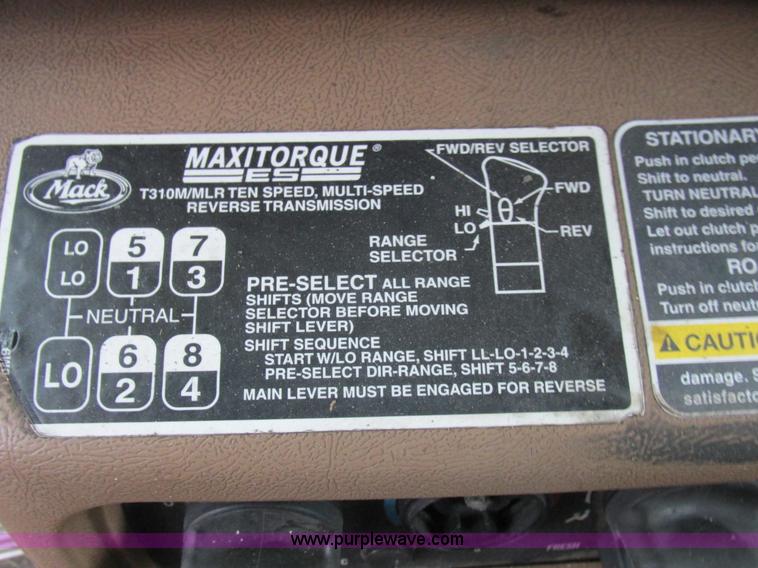 Mack
MAXITORQUE®
ES
T310M/MLR TEN SPEED, MULTI-SPEED
REVERSE TRANSMISSION
FWD/REV SELECTOR
FWD
HI
LO
REV
RANGE
SELECTOR
LO 5 7
LO 1 3
NEUTRAL
LO 6 8
2 4
PRE-SELECT ALL RANGE
SHIFTS (MOVE RANGE
SELECTOR BEFORE MOVING
SHIFT LEVER)
SHIFT SEQUENCE
START W/LO RANGE, SHIFT LL-LO-1-2-3-4
PRE-SELECT DIR-RANGE, SHIFT 5-6-7-8
MAIN LEVER MUST BE ENGAGED FOR REVERSE
STATIONARY
Push in clutch
Shift to neutral.
TURN NEUTRAL
Shift to desired
Let out clutch
instructions for
Push in clutch
Turn off
damage.
www.purplewave.com
FRESH